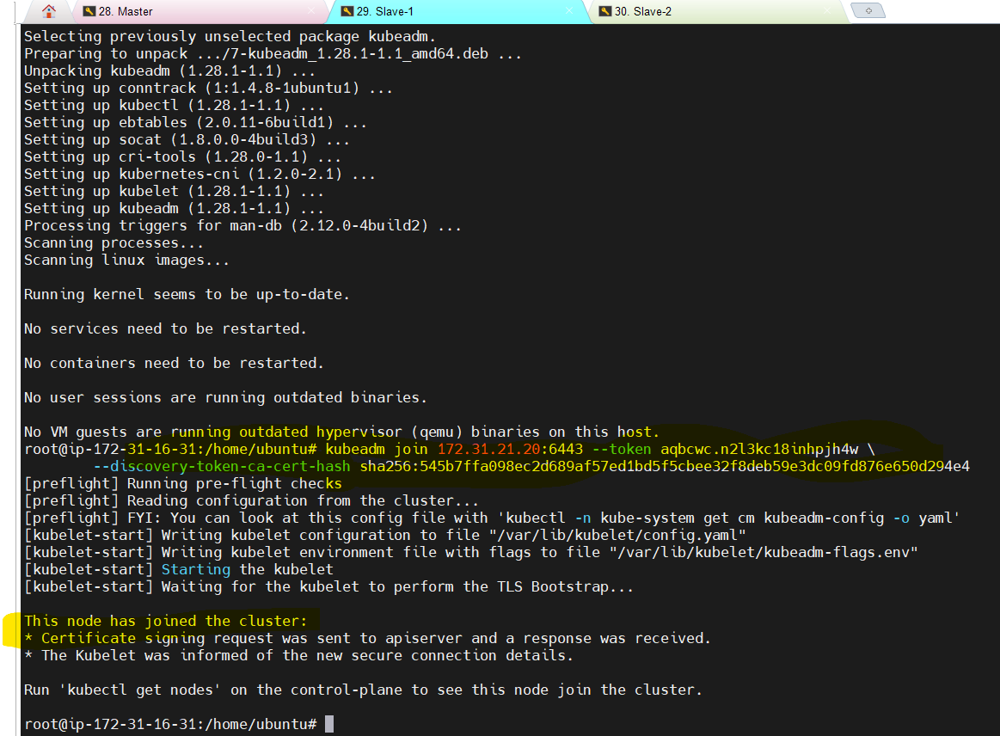 28. Master
29. Slave-1
30. Slave-2
Selecting previously unselected package kubeadm.
Preparing to unpack .../7-kubeadm_1.28.1-1.1_amd64.deb ...
Unpacking kubeadm (1.28.1-1.1) ...
Setting up conntrack (1:1.4.8-1ubuntu1) ...
Setting up kubectl (1.28.1-1.1) ...
Setting up ebtables (2.0.11-6build1) ...
Setting up socat (1.8.0.0-4build3) ...
Setting up cri-tools (1.28.0-1.1) ...
Setting up kubernetes-cni (1.2.0-2.1) ...
Setting up kubelet (1.28.1-1.1) ...
Setting up kubeadm (1.28.1-1.1) ...
Processing triggers for man-db (2.12.0-4build2) ...
Scanning processes...
Scanning linux images...
Running kernel seems to be up-to-date.
No services need to be restarted.
No containers need to be restarted.
No user sessions are running outdated binaries.
No VM guests are running outdated hypervisor (qemu) binaries on this host.
root@ip-172-31-16-31:/home/ubuntu# kubeadm join 172.31.21.20:6443 --token aqbcwc.n2l3kc18inhpjh4w \
--discovery-token-ca-cert-hash sha256:545b7ffa098ec2d689af57ed1bd5f5cbee32f8deb59e3dc09fd876e650d294e4
[preflight] Running pre-flight checks
[preflight] Reading configuration from the cluster...
[preflight] FYI: You can look at this config file with 'kubectl -n kube-system get cm kubeadm-config -o yaml'
[kubelet-start] Writing kubelet configuration to file "/var/lib/kubelet/config.yaml"
[kubelet-start] Writing kubelet environment file with flags to file "/var/lib/kubelet/kubeadm-flags.env"
[kubelet-start] Starting the kubelet
[kubelet-start] Waiting for the kubelet to perform the TLS Bootstrap...
This node has joined the cluster:
* Certificate signing request was sent to apiserver and a response was received.
* The Kubelet was informed of the new secure connection details.
Run 'kubectl get nodes' on the control-plane to see this node join the cluster.
root@ip-172-31-16-31:/home/ubuntu#